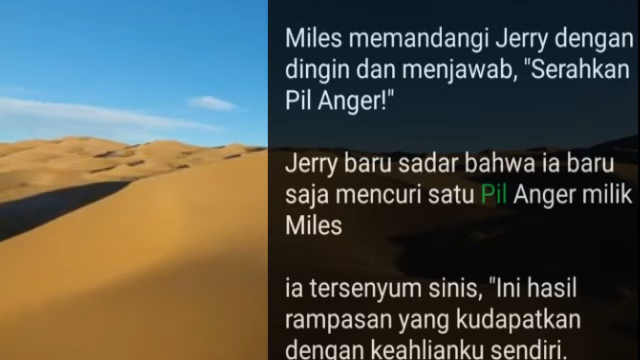 Miles memandangi Jerry dengan
dingin dan menjawab, "Serahkan
Pil Anger!"
Jerry baru sadar bahwa ia baru
saja mencuri satu Pil Anger milik
Miles
ia tersenyum sinis, "Ini hasil
rampasan yang kudapatkan
dengan keahlianku sendiri.